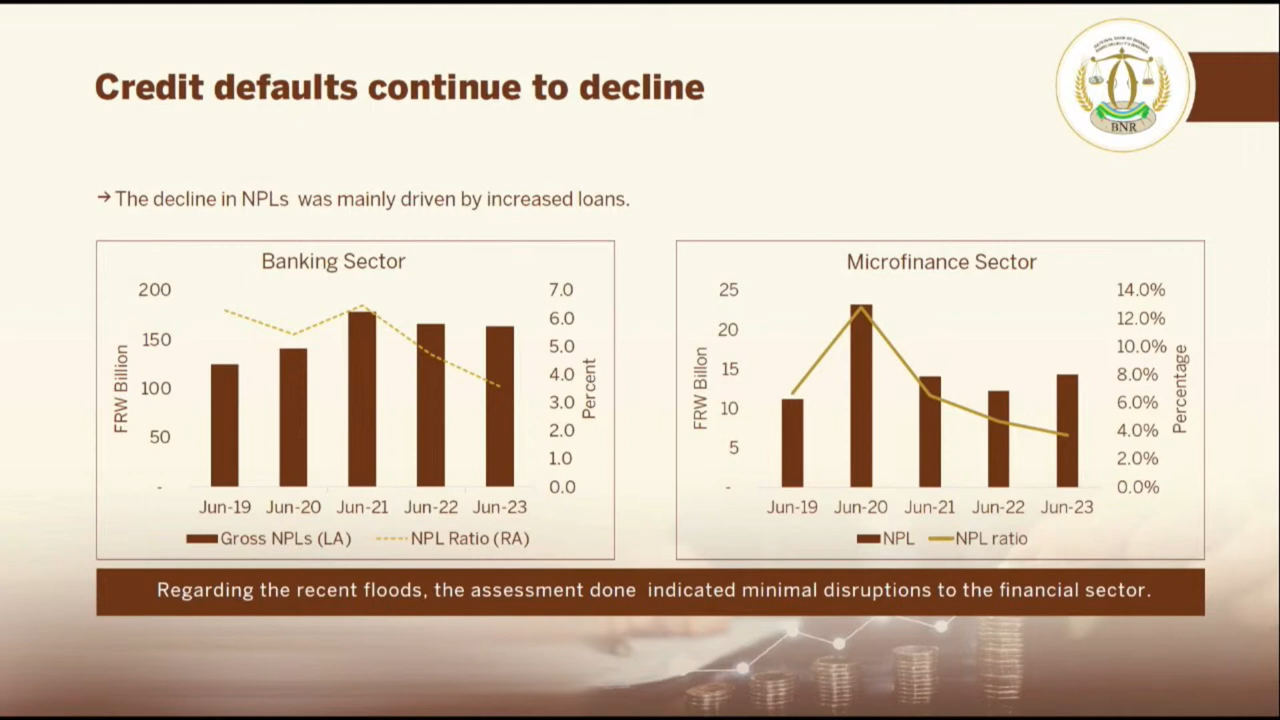 Credit defaults continue to decline
BNR
→ The decline in NPLs was mainly driven by increased loans.
Banking Sector
200
150
100
50
-
FRW Billion
7.0
6.0
5.0
4.0
3.0
2.0
1.0
0.0
Percent
Jun-19 Jun-20 Jun-21 Jun-22 Jun-23
Gross NPLs (LA) NPL Ratio (RA)
Microfinance Sector
25
20
15
10
5
-
FRW Billon
14.0%
12.0%
10.0%
8.0%
6.0%
4.0%
2.0%
0.0%
Percentage
Jun-19 Jun-20 Jun-21 Jun-22 Jun-23
NPL NPL ratio
Regarding the recent floods, the assessment done indicated minimal disruptions to the financial sector.